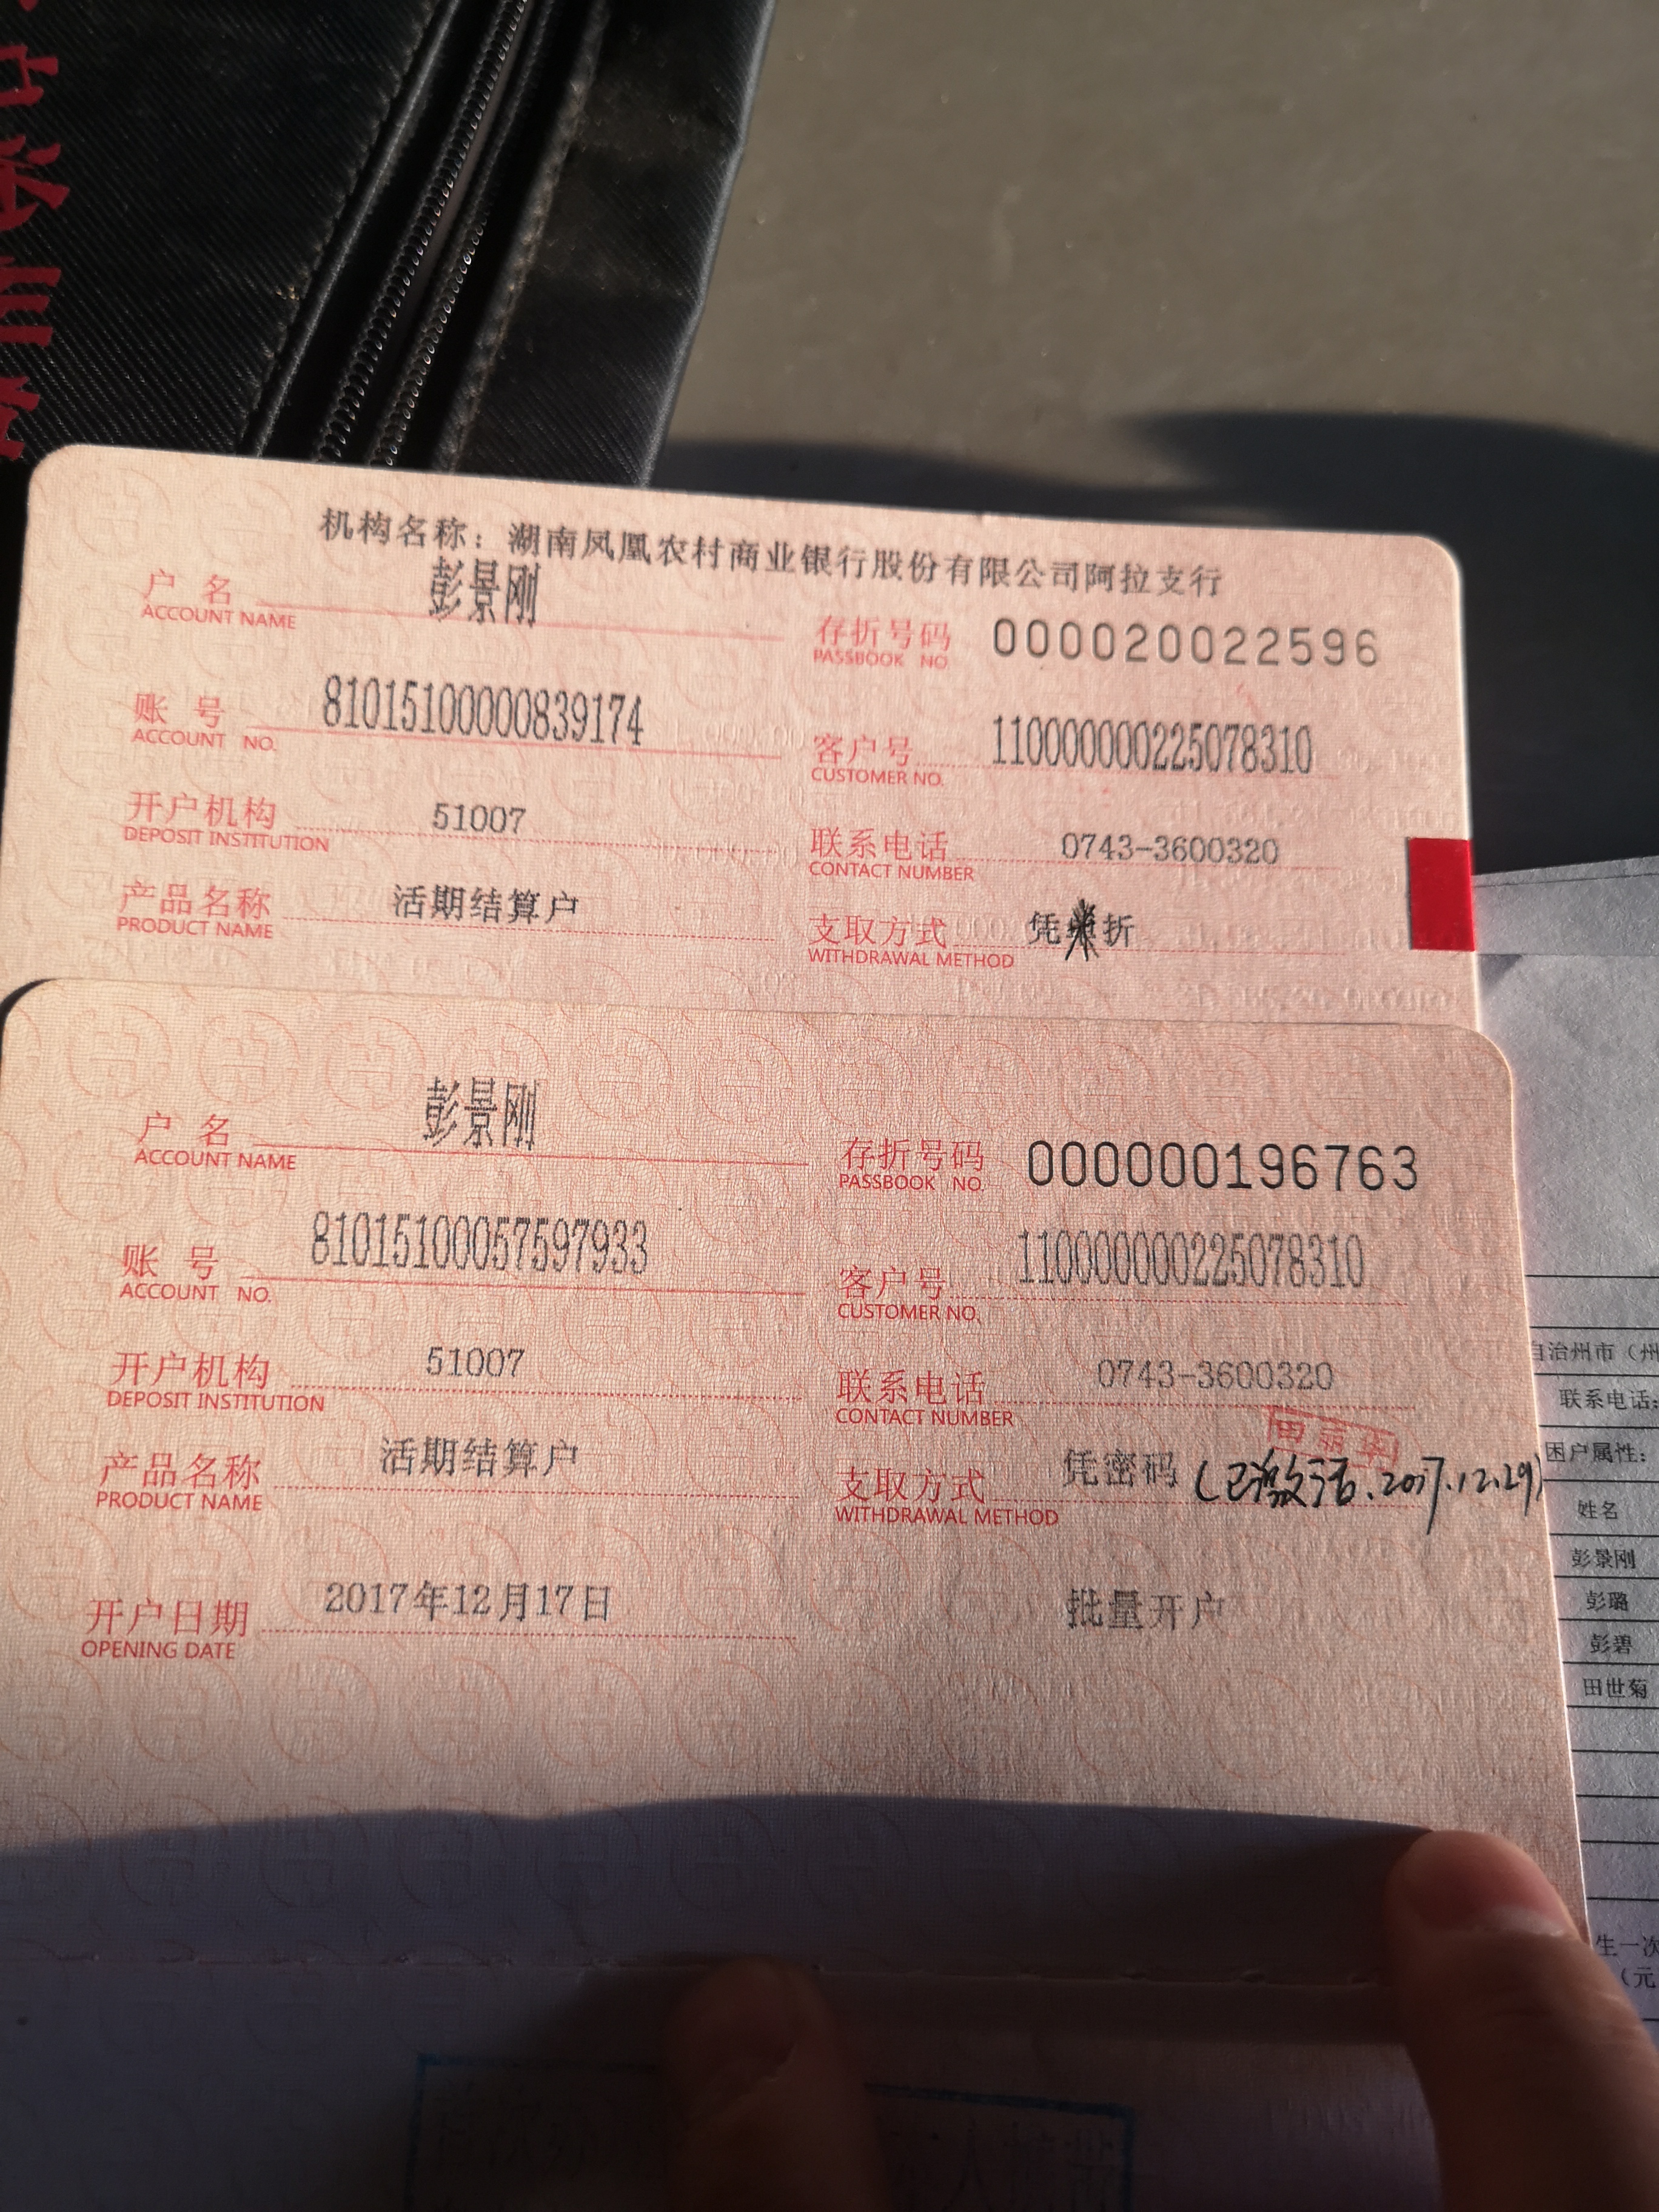 机构名称：湖南凤凰农村商业银行股份有限公司阿拉支行
户 名 彭景刚
ACCOUNT NAME
存折号码 000020022596
PASSBOOK NO.
账 号 81015100000839174
ACCOUNT NO.
客户号 110000000225078310
CUSTOMER NO.
开户机构 51007
DEPOSIT INSTITUTION
联系电话 0743-3600320
CONTACT NUMBER
产品名称 活期结算户
PRODUCT NAME
支取方式 凭 折
WITHDRAWAL METHOD
户 名 彭景刚
ACCOUNT NAME
存折号码 000000196763
PASSBOOK NO.
账 号 81015100057597933
ACCOUNT NO.
客户号 110000000225078310
CUSTOMER NO.
开户机构 51007
DEPOSIT INSTITUTION
联系电话 0743-3600320
CONTACT NUMBER
产品名称 活期结算户
PRODUCT NAME
支取方式 凭密码 (已激活.2017.12.29)
WITHDRAWAL METHOD
开户日期 2017年12月17日
OPENING DATE
批量开户
自治州市（州
联系电话：
困户属性：
姓名
彭景刚
彭璐
彭碧
田世菊
生一次
（元